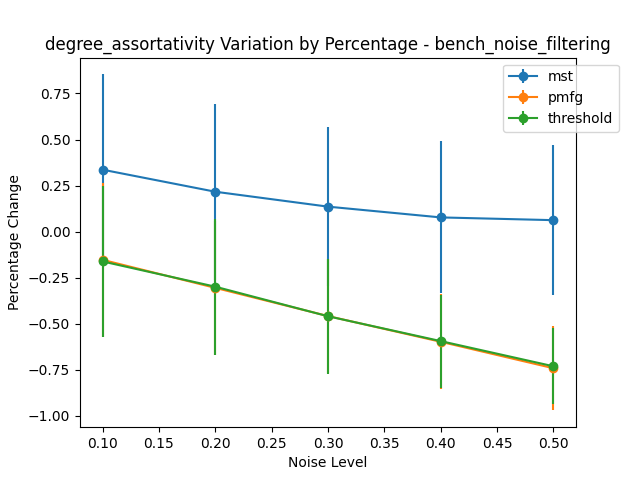 degree_assortativity Variation by Percentage - bench_noise_filtering
mst
pmfg
threshold
Percentage Change
0.75
0.50
0.25
0.00
−0.25
−0.50
−0.75
−1.00
0.10 0.15 0.20 0.25 0.30 0.35 0.40 0.45 0.50
Noise Level